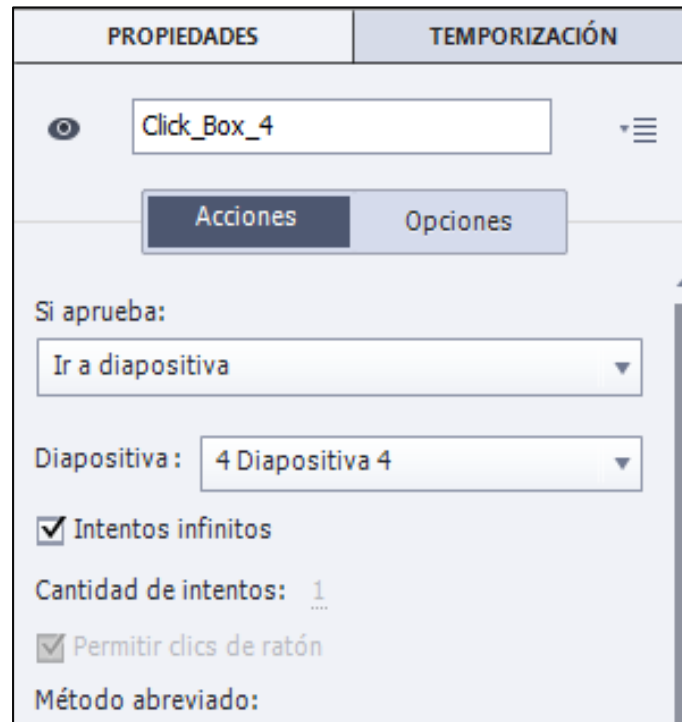 PROPIEDADES TEMPORIZACIÓN
Click_Box_4
Acciones Opciones
Si aprueba:
Ir a diapositiva
Diapositiva: 4 Diapositiva 4
Intentos infinitos
Cantidad de intentos: 1
Permitir clics de ratón
Método abreviado: